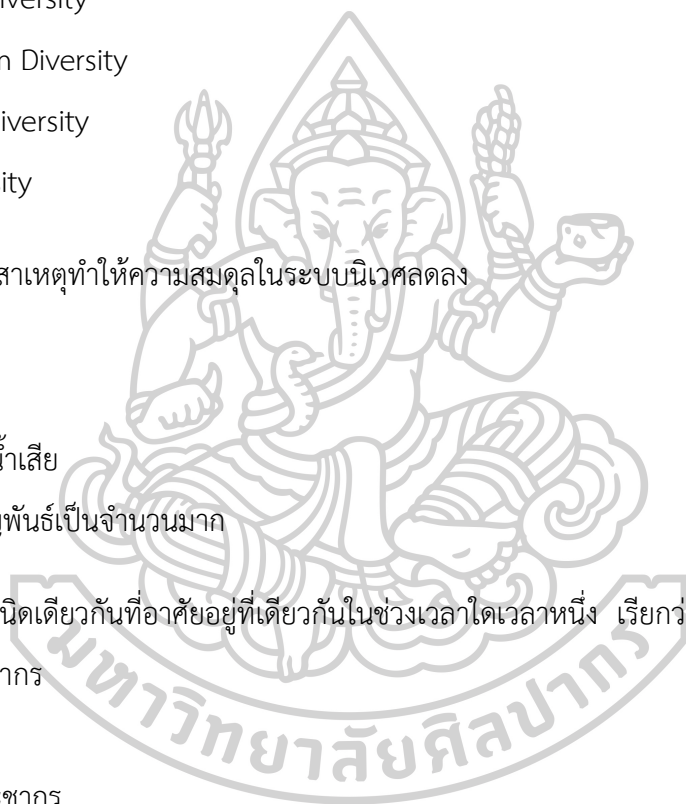 iversity
n Diversity
iversity
ity
สาเหตุทำให้ความสมดุลในระบบนิเวศลดลง
น้ำเสีย
พันธ์เป็นจำนวนมาก
นิดเดียวกันที่อาศัยอยู่ที่เดียวกันในช่วงเวลาใดเวลาหนึ่ง เรียกว่
ากร
ชากร
มหาวิทยาลัยศิลปากร